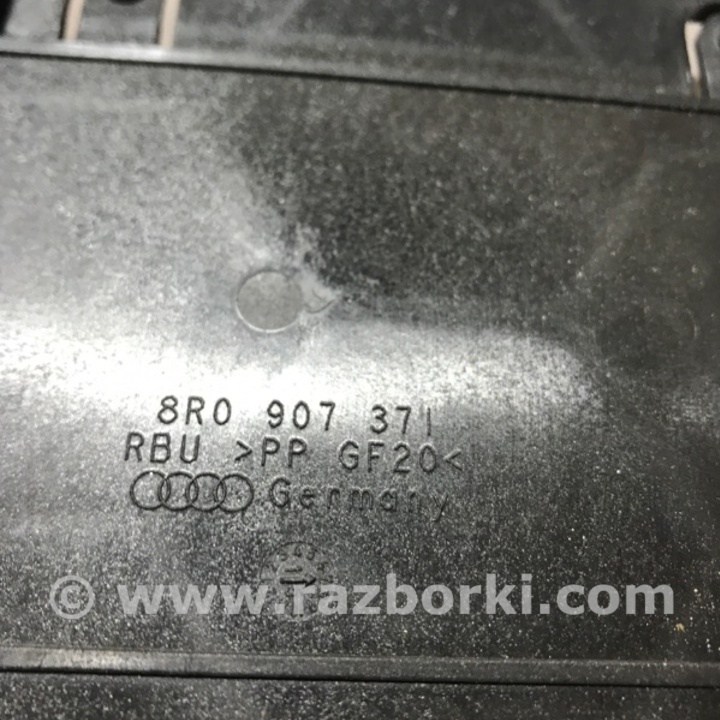 8R0 907 371
RBU >PP GF20<
Germany
© www.razborki.com